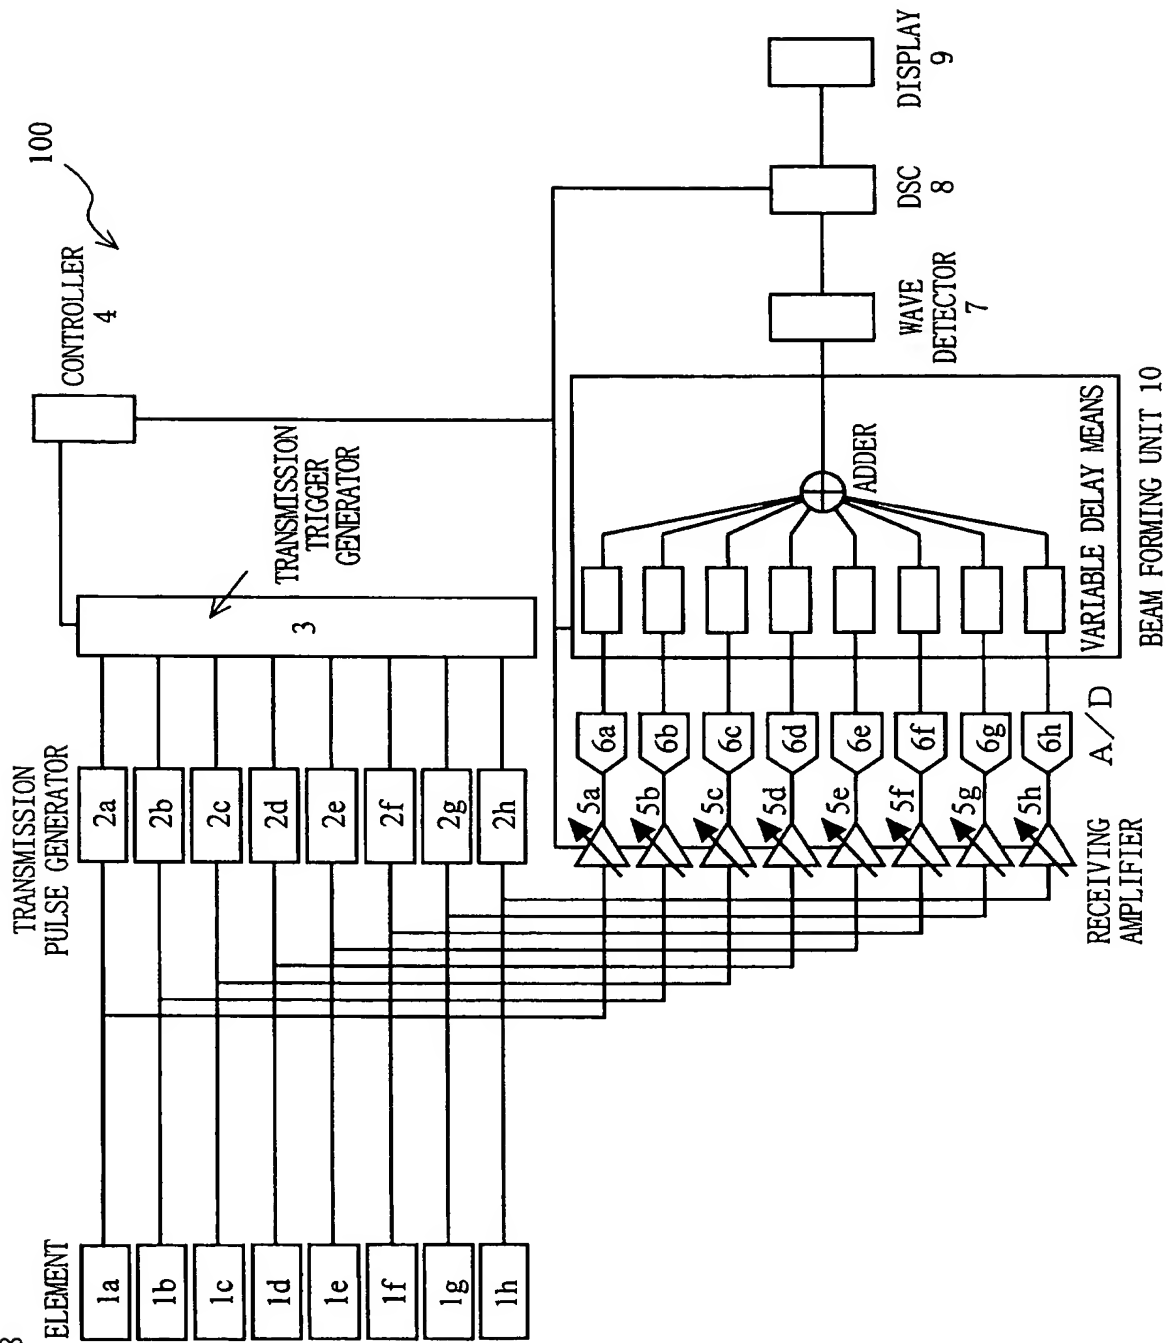 ELEMENT
1a
1b
1c
1d
1e
1f
1g
1h
TRANSMISSION
PULSE GENERATOR
2a
2b
2c
2d
2e
2f
2g
2h
TRANSMISSION
TRIGGER
GENERATOR
3
CONTROLLER
4
100
5a
5b
5c
5d
5e
5f
5g
5h
RECEIVING
AMPLIFIER
6a
6b
6c
6d
6e
6f
6g
6h
A/D
ADDER
VARIABLE DELAY MEANS
BEAM FORMING UNIT 10
WAVE
DETECTOR
7
DSC
8
DISPLAY
9